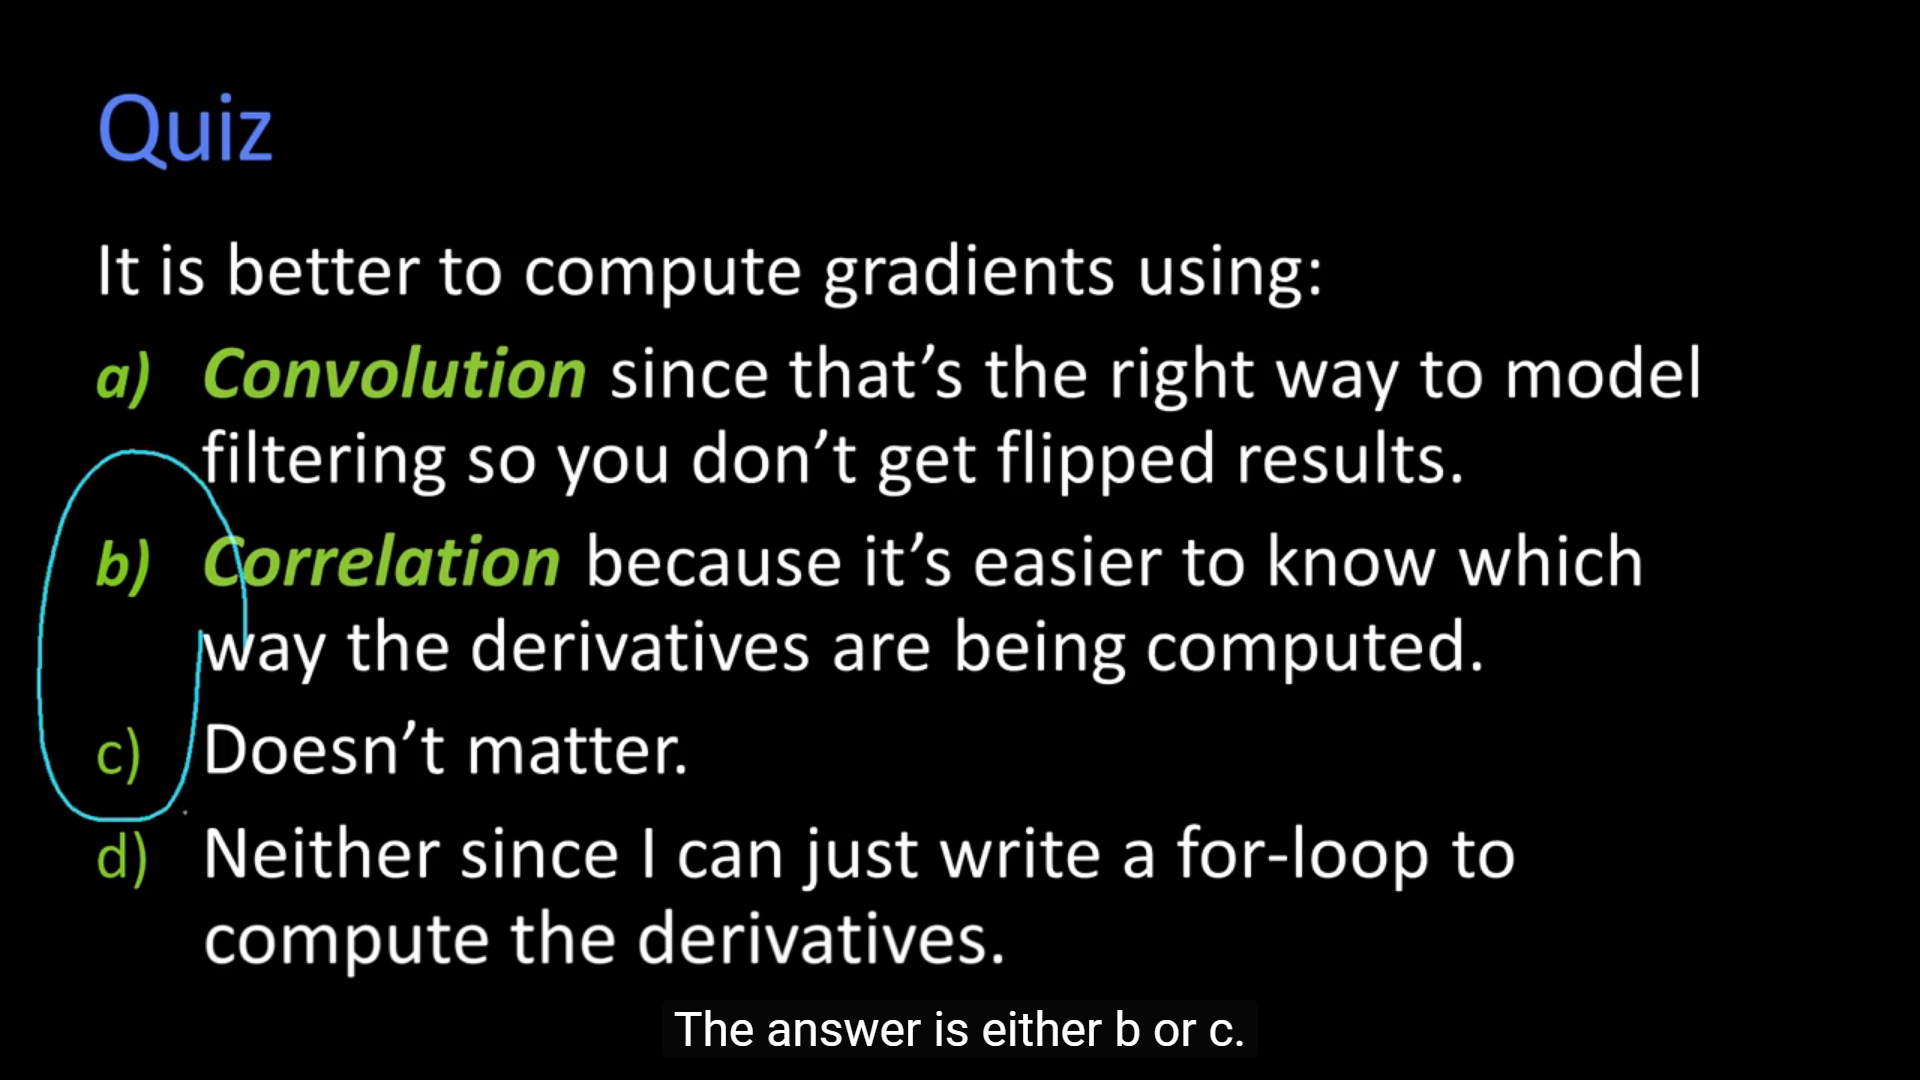 Quiz
It is better to compute gradients using:
a) Convolution since that’s the right way to model
filtering so you don’t get flipped results.
b) Correlation because it’s easier to know which
way the derivatives are being computed.
c) Doesn’t matter.
d) Neither since I can just write a for-loop to
compute the derivatives.
The answer is either b or c.